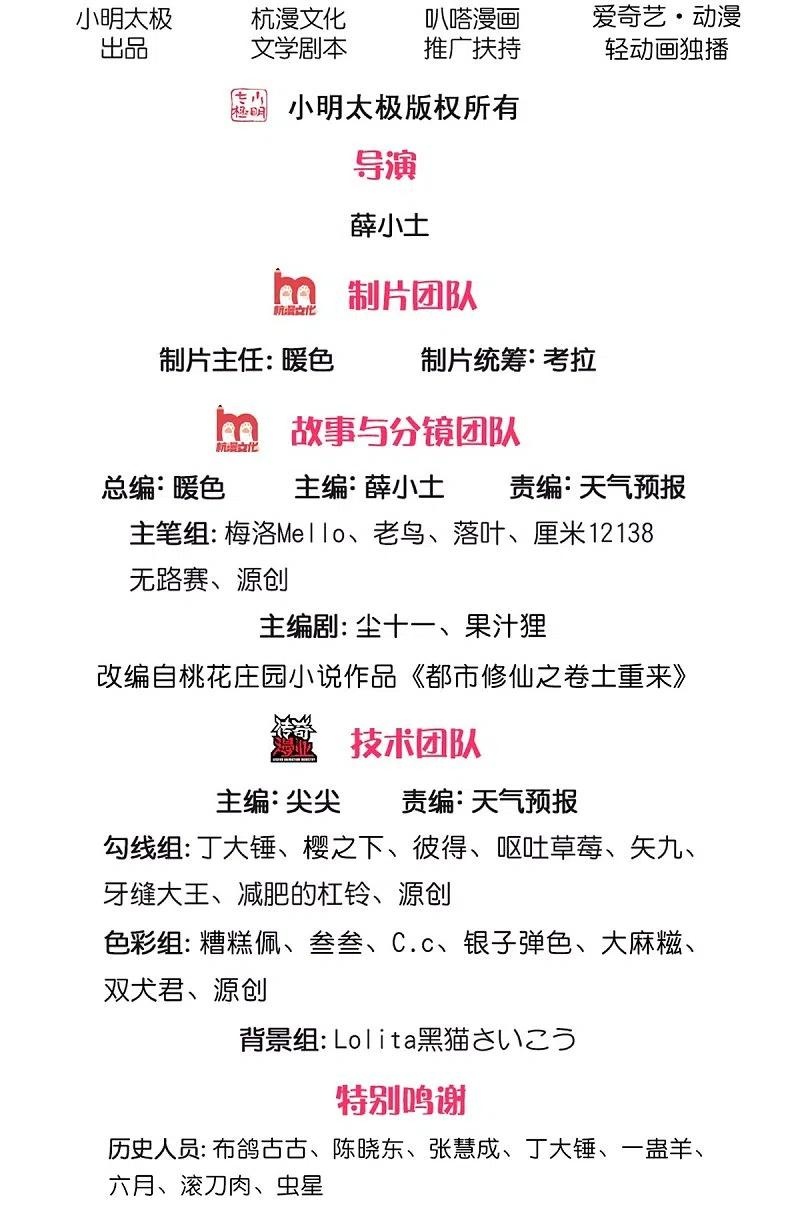 小明太极 杭漫文化 叭嗒漫画 爱奇艺·动漫
出品 文学剧本 推广扶持 轻动画独播
小明太极版权所有
导演
薛小土
杭漫文化
制片团队
制片主任: 暖色 制片统筹: 考拉
杭漫文化
故事与分镜团队
总编: 暖色 主编: 薛小土 责编: 天气预报
主笔组: 梅洛Mello、老鸟、落叶、厘米12138
无路赛、源创
主编剧: 尘十一、果汁狸
改编自桃花庄园小说作品《都市修仙之卷土重来》
传奇漫业
技术团队
主编: 尖尖 责编: 天气预报
勾线组: 丁大锤、樱之下、彼得、呕吐草莓、矢九、
牙缝大王、减肥的杠铃、源创
色彩组: 糟糕佩、叁叁、C.c、银子弹色、大麻糍、
双犬君、源创
背景组: Lolita黑猫さいこう
特别鸣谢
历史人员: 布鸽古古、陈晓东、张慧成、丁大锤、一蛊羊、
六月、滚刀肉、虫星